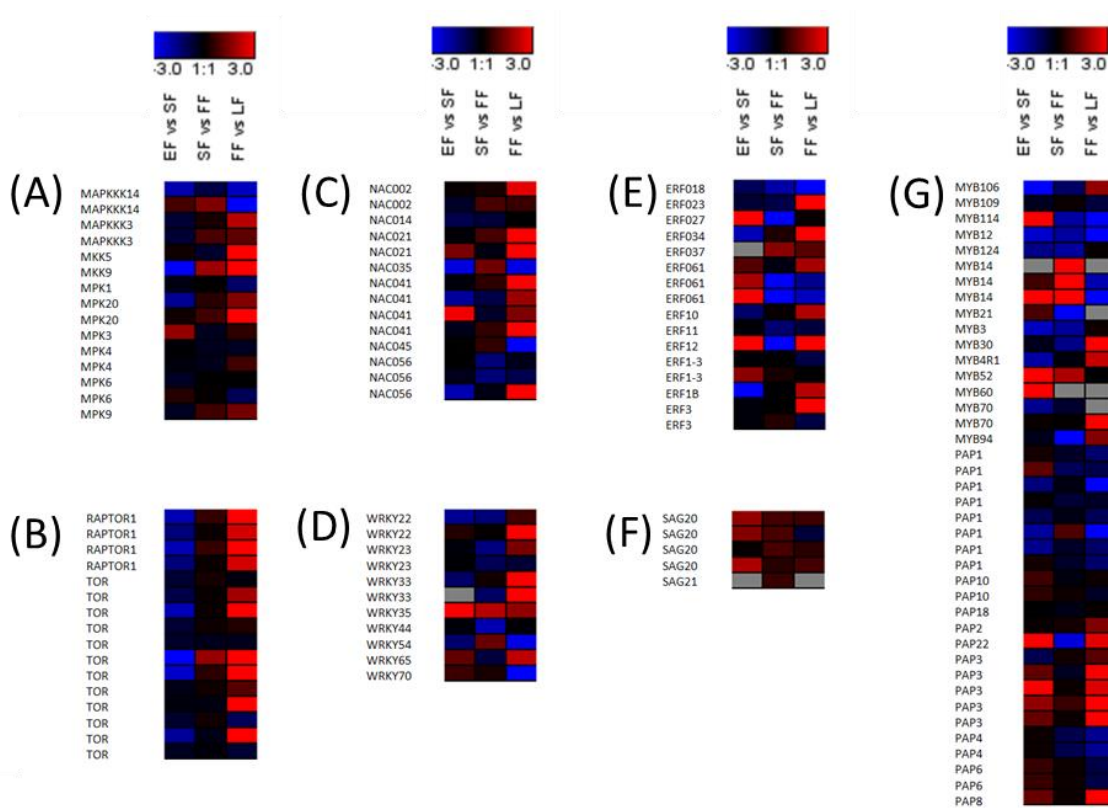 -3.0 1:1 3.0
EF vs SF
SF vs FF
FF vs LF
-3.0 1:1 3.0
EF vs SF
SF vs FF
FF vs LF
-3.0 1:1 3.0
EF vs SF
SF vs FF
FF vs LF
-3.0 1:1 3.0
EF vs SF
SF vs FF
FF vs LF
(A)
MAPKKK14
MAPKKK14
MAPKKK3
MAPKKK3
MKK5
MKK9
MPK1
MPK20
MPK20
MPK3
MPK4
MPK4
MPK6
MPK6
MPK9
(B)
RAPTOR1
RAPTOR1
RAPTOR1
RAPTOR1
TOR
TOR
TOR
TOR
TOR
TOR
TOR
TOR
TOR
TOR
TOR
TOR
(C)
NAC002
NAC002
NAC014
NAC021
NAC021
NAC035
NAC041
NAC041
NAC041
NAC041
NAC045
NAC056
NAC056
NAC056
(D)
WRKY22
WRKY22
WRKY23
WRKY23
WRKY33
WRKY33
WRKY35
WRKY44
WRKY54
WRKY65
WRKY70
(E)
ERF018
ERF023
ERF027
ERF034
ERF037
ERF061
ERF061
ERF061
ERF10
ERF11
ERF12
ERF1-3
ERF1-3
ERF1B
ERF3
ERF3
(F)
SAG20
SAG20
SAG20
SAG20
SAG21
(G)
MYB106
MYB109
MYB114
MYB12
MYB124
MYB14
MYB14
MYB14
MYB21
MYB3
MYB30
MYB4R1
MYB52
MYB60
MYB70
MYB70
MYB94
PAP1
PAP1
PAP1
PAP1
PAP1
PAP1
PAP1
PAP1
PAP10
PAP10
PAP18
PAP2
PAP22
PAP3
PAP3
PAP3
PAP3
PAP3
PAP4
PAP4
PAP6
PAP6
PAP8